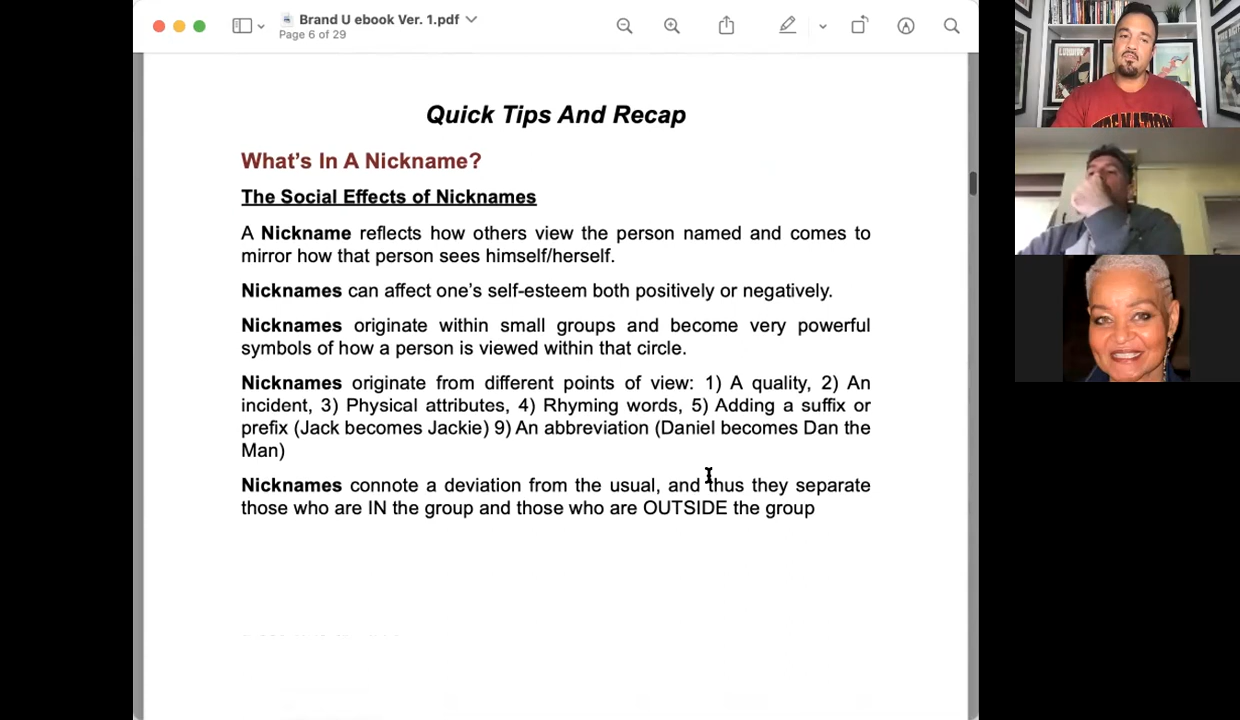 Brand U ebook Ver. 1.pdf
Page 6 of 29
Quick Tips And Recap
What's In A Nickname?
The Social Effects of Nicknames
A Nickname reflects how others view the person named and comes to
mirror how that person sees himself/herself.
Nicknames can affect one's self-esteem both positively or negatively.
Nicknames originate within small groups and become very powerful
symbols of how a person is viewed within that circle.
Nicknames originate from different points of view: 1) A quality, 2) An
incident, 3) Physical attributes, 4) Rhyming words, 5) Adding a suffix or
prefix (Jack becomes Jackie) 9) An abbreviation (Daniel becomes Dan the
Man)
Nicknames connote a deviation from the usual, and thus they separate
those who are IN the group and those who are OUTSIDE the group